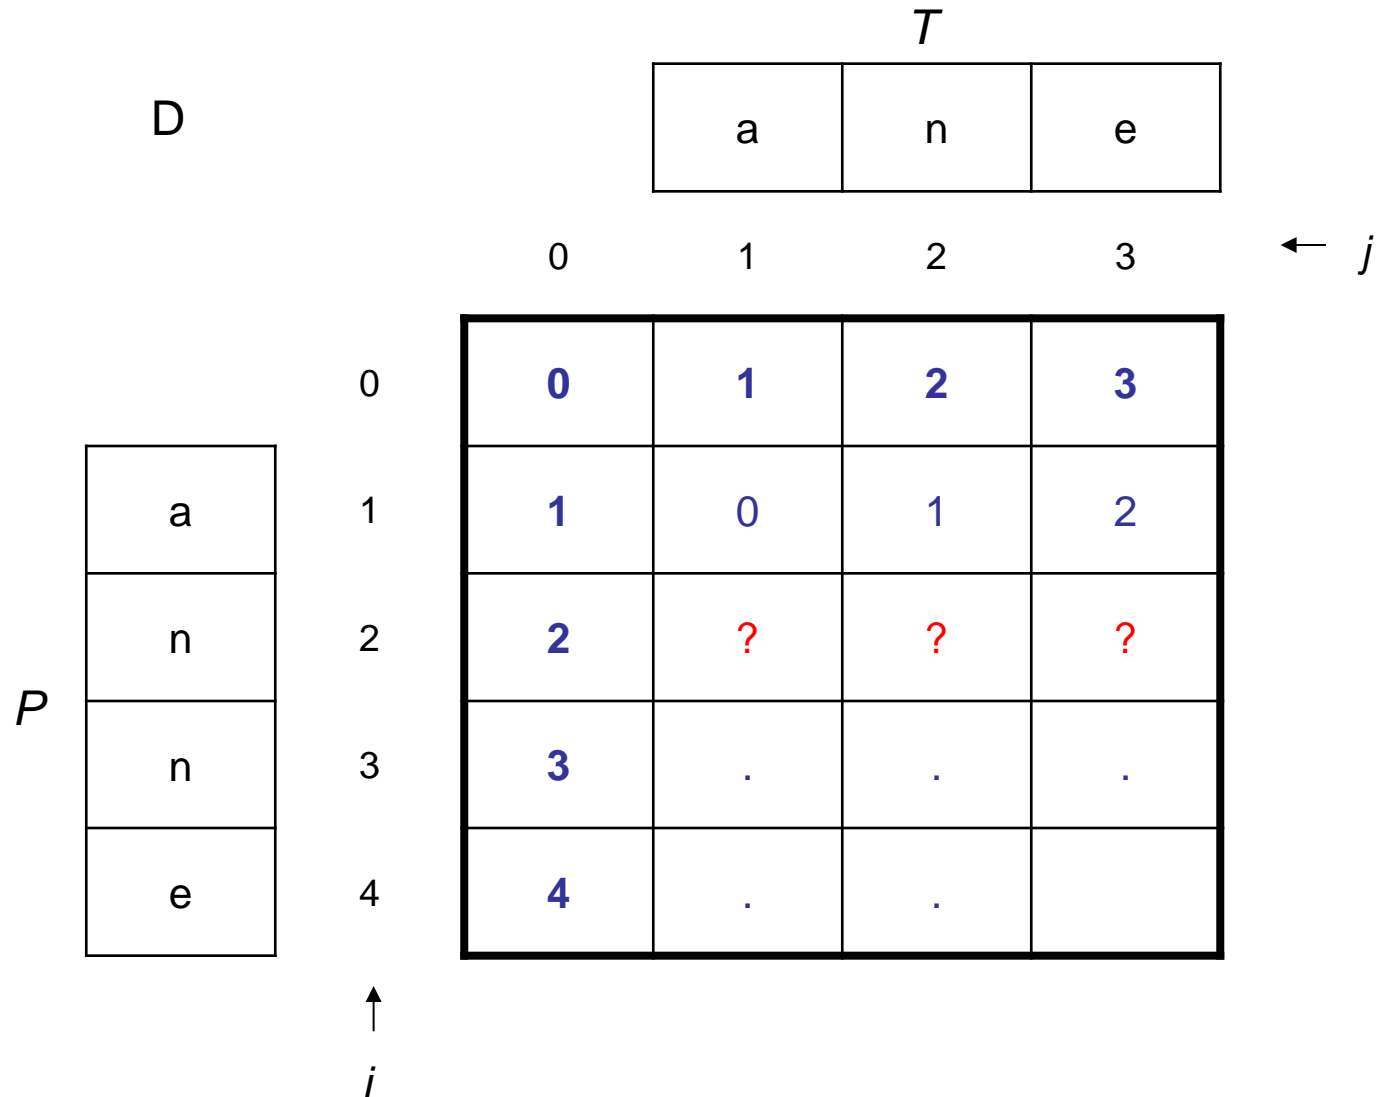 T
D
a n e
0 1 2 3
j
0 0 1 2 3
a 1 1 0 1 2
n 2 2 ? ? ?
P
n 3 3 . . .
e 4 4 . .
i